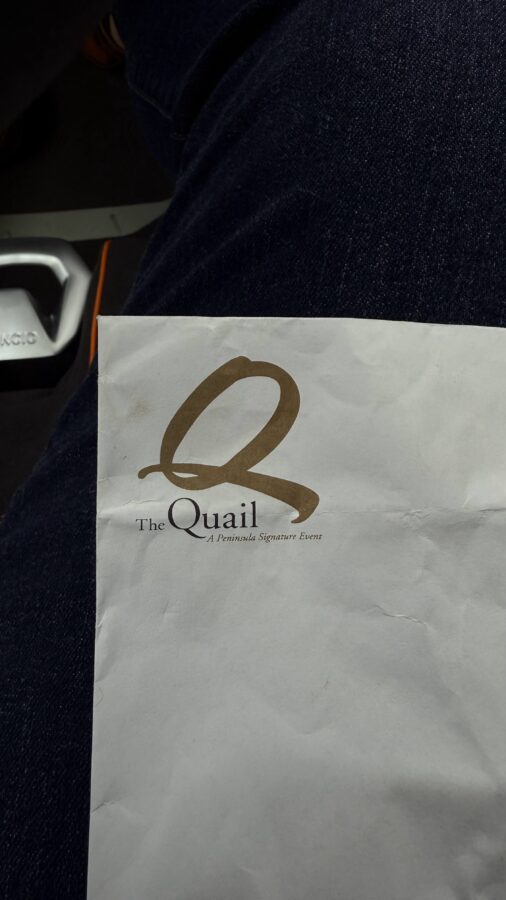 Q
The Quail
A Peninsula Signature Event